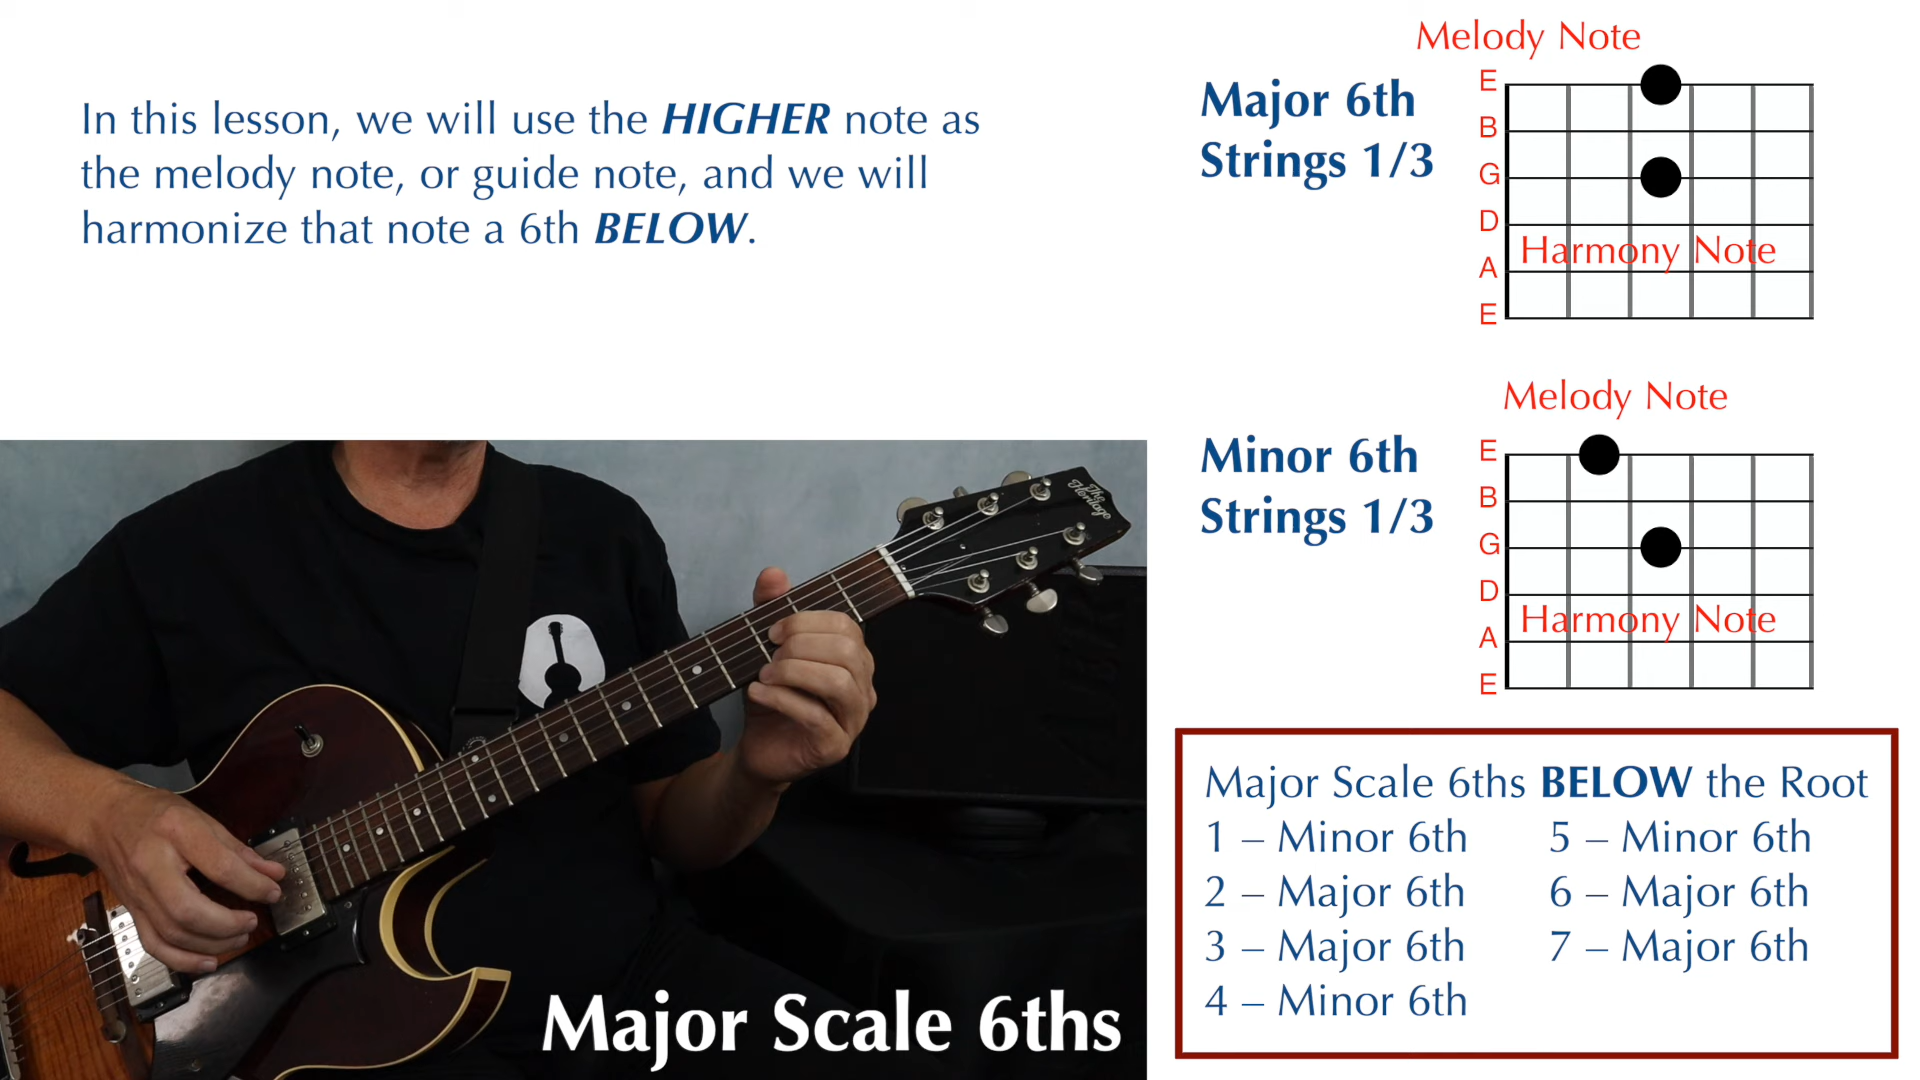 In this lesson, we will use the HIGHER note as
the melody note, or guide note, and we will
harmonize that note a 6th BELOW.
Melody Note
Major 6th
Strings 1/3
E
B
G
D
Harmony Note
A
E
Melody Note
Minor 6th
Strings 1/3
E
B
G
D
Harmony Note
A
E
The
Heritage
Major Scale 6ths
Major Scale 6ths BELOW the Root
1 – Minor 6th
2 – Major 6th
3 – Major 6th
4 – Minor 6th
5 – Minor 6th
6 – Major 6th
7 – Major 6th